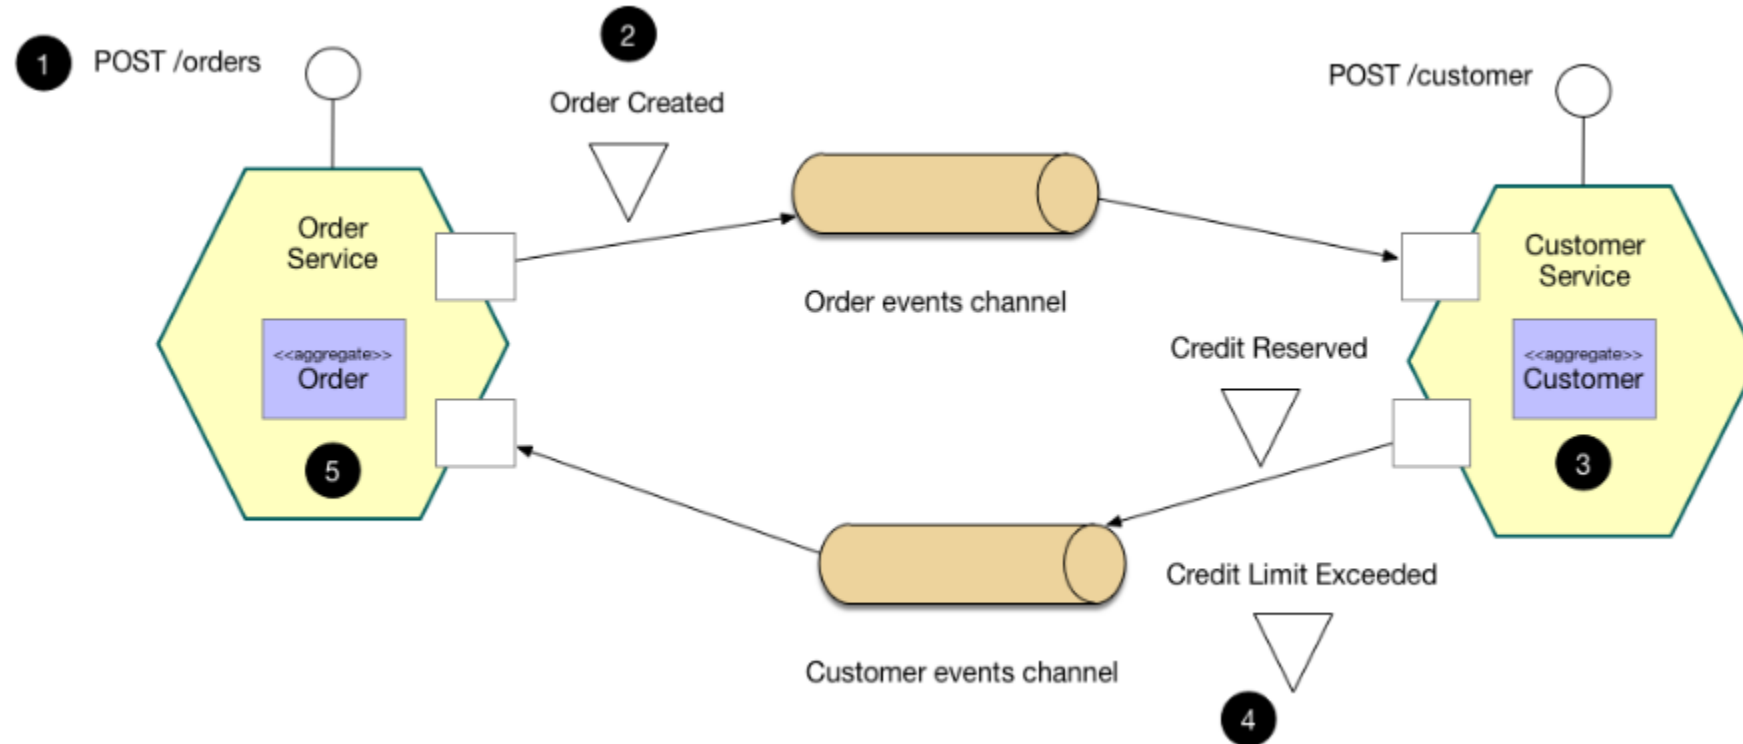 1
POST /orders
2
Order Created
POST /customer
Order
Service
<<aggregate>>
Order
5
Order events channel
Customer
Service
<<aggregate>>
Customer
3
Credit Reserved
Credit Limit Exceeded
4
Customer events channel